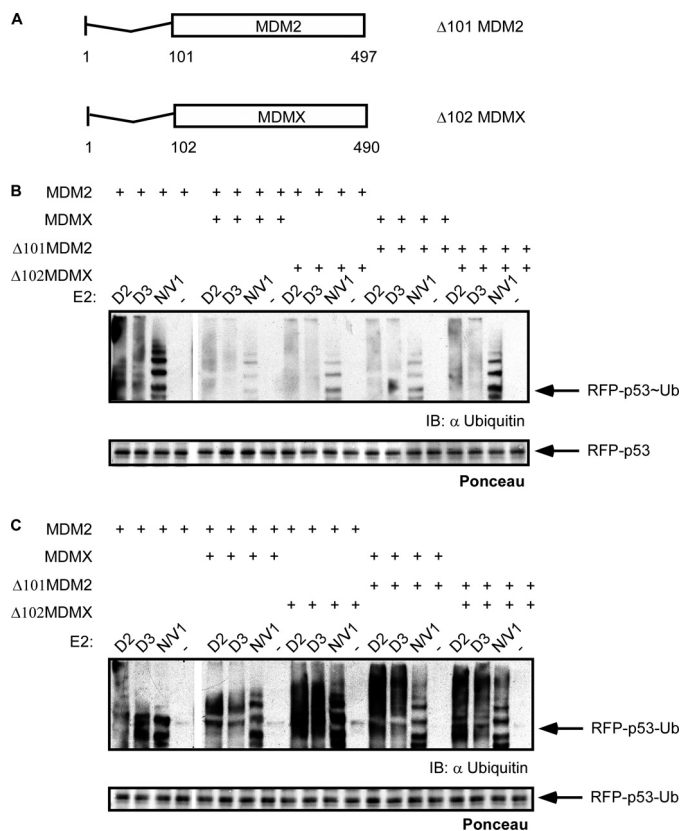 A
MDM2
Δ101 MDM2
1 101 497
MDMX
Δ102 MDMX
1 102 490
B
MDM2 + + + + + + + + + + + +
MDMX + + + + + + + +
Δ101MDM2 + + + + + + + +
Δ102MDMX + + + + + + + +
E2: D2 D3 N/V1 - D2 D3 N/V1 - D2 D3 N/V1 - D2 D3 N/V1 - D2 D3 N/V1 -
RFP-p53~Ub
IB: α Ubiquitin
RFP-p53
Ponceau
C
MDM2 + + + + + + + + + + + +
MDMX + + + + + + + +
Δ101MDM2 + + + + + + + +
Δ102MDMX + + + + + + + +
E2: D2 D3 N/V1 - D2 D3 N/V1 - D2 D3 N/V1 - D2 D3 N/V1 - D2 D3 N/V1 -
RFP-p53-Ub
IB: α Ubiquitin
RFP-p53-Ub
Ponceau